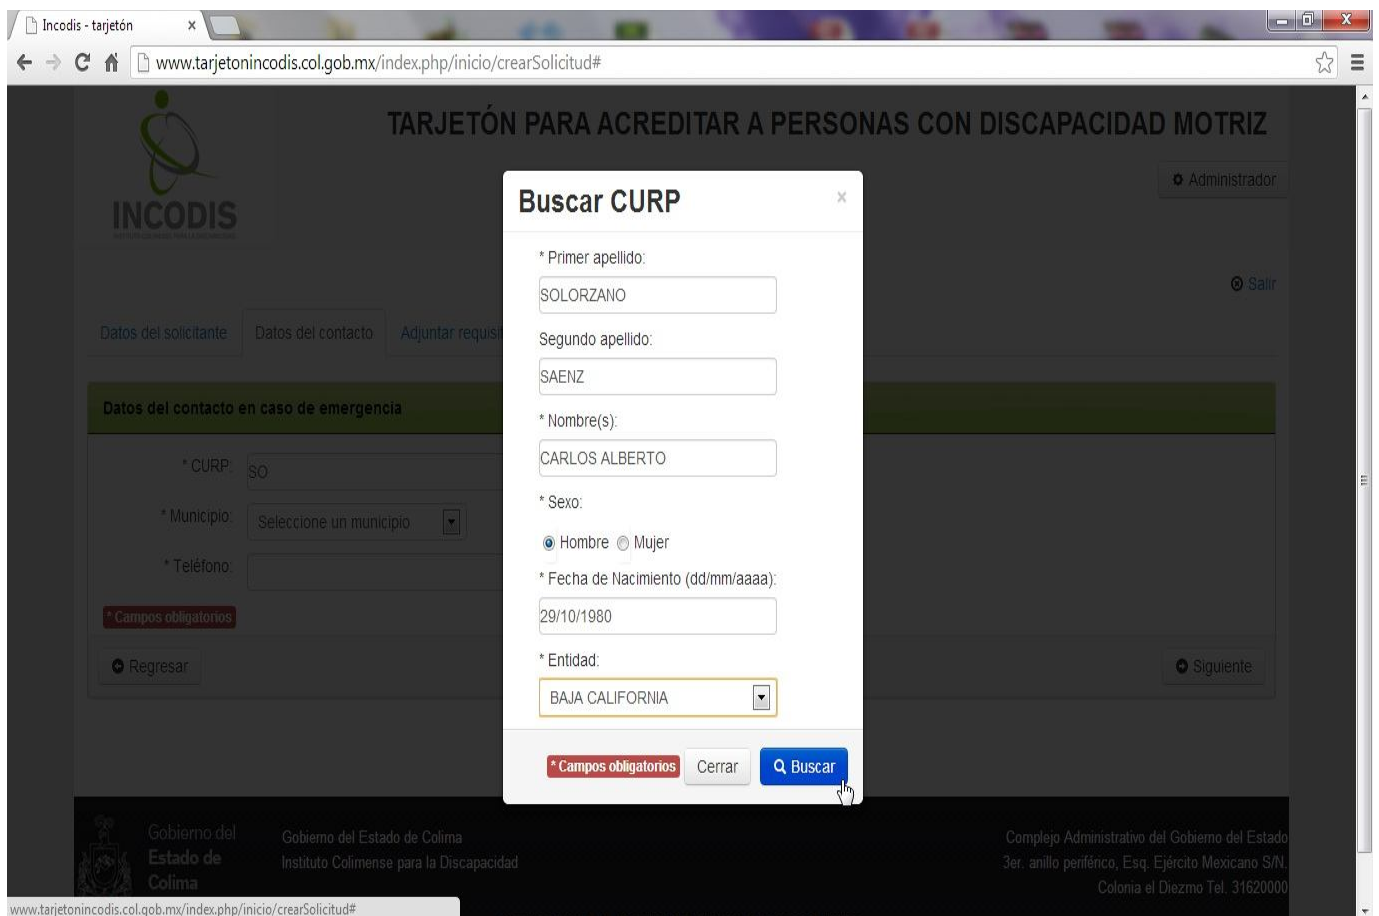 Incodis - tarjetón
www.tarjetonincodis.col.gob.mx/index.php/inicio/crearSolicitud#
TARJETÓN PARA ACREDITAR A PERSONAS CON DISCAPACIDAD MOTRIZ
Administrador
INCODIS
Salir
Datos del solicitante
Datos del contacto
Adjuntar requisi
Datos del contacto en caso de emergencia
* CURP:
SO
* Municipio:
Seleccione un municipio
* Teléfono:
* Campos obligatorios
Regresar
Siguiente
Buscar CURP
×
* Primer apellido:
SOLORZANO
Segundo apellido:
SAENZ
* Nombre(s):
CARLOS ALBERTO
* Sexo:
Hombre Mujer
* Fecha de Nacimiento (dd/mm/aaaa):
29/10/1980
* Entidad:
BAJA CALIFORNIA
* Campos obligatorios
Cerrar
Buscar
Gobierno del
Estado de
Colima
Gobierno del Estado de Colima
Instituto Colimense para la Discapacidad
Complejo Administrativo del Gobierno del Estado
3er. anillo periférico, Esq. Ejército Mexicano S/N,
Colonia el Diezmo Tel. 31620000
www.tarjetonincodis.col.gob.mx/index.php/inicio/crearSolicitud#